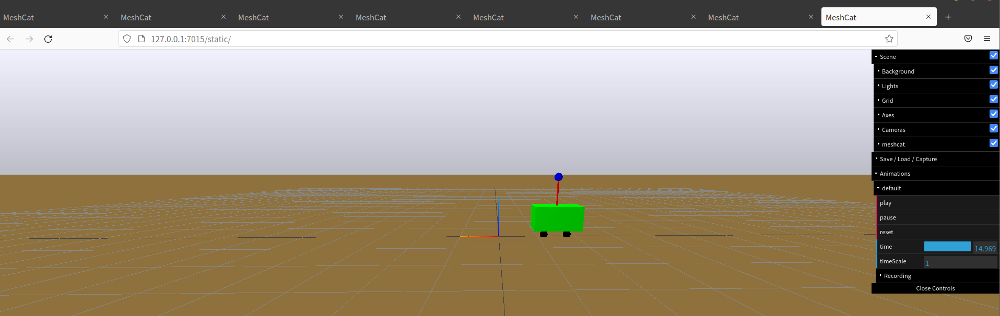 MeshCat MeshCat MeshCat MeshCat MeshCat MeshCat MeshCat MeshCat
127.0.0.1:7015/static/
Scene
Background
Lights
Grid
Axes
Cameras
meshcat
Save / Load / Capture
Animations
default
play
pause
reset
time 14.969
timeScale 1
Recording
Close Controls